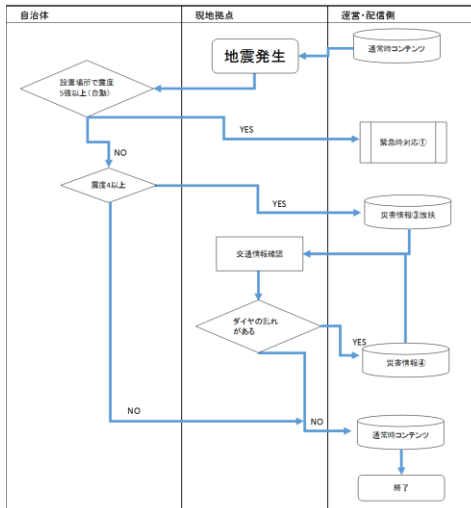 自治体
現地拠点
運営・配信側
地震発生
通常時コンテンツ
設置場所で震度
5強以上（自動）
YES
緊急時対応①
NO
震度4以上
YES
災害情報③放映
交通情報確認
ダイヤの乱れ
がある
YES
災害情報④
NO
NO
通常時コンテンツ
終了